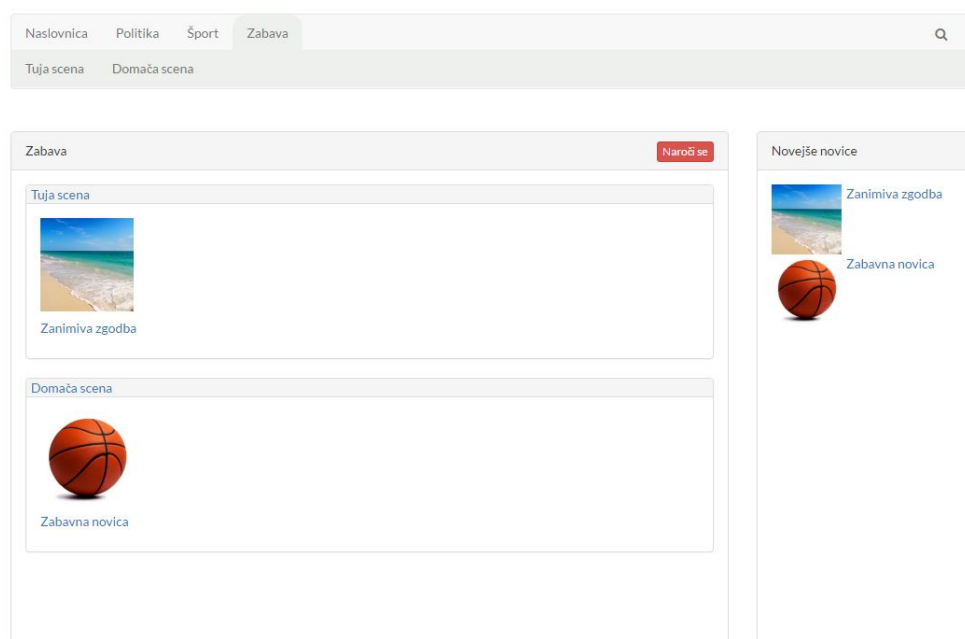 Naslovnica Politika Šport Zabava
Tuja scena Domača scena
Zabava Naroči se
Tuja scena
Zanimiva zgodba
Domača scena
Zabavna novica
Novejše novice
Zanimiva zgodba
Zabavna novica